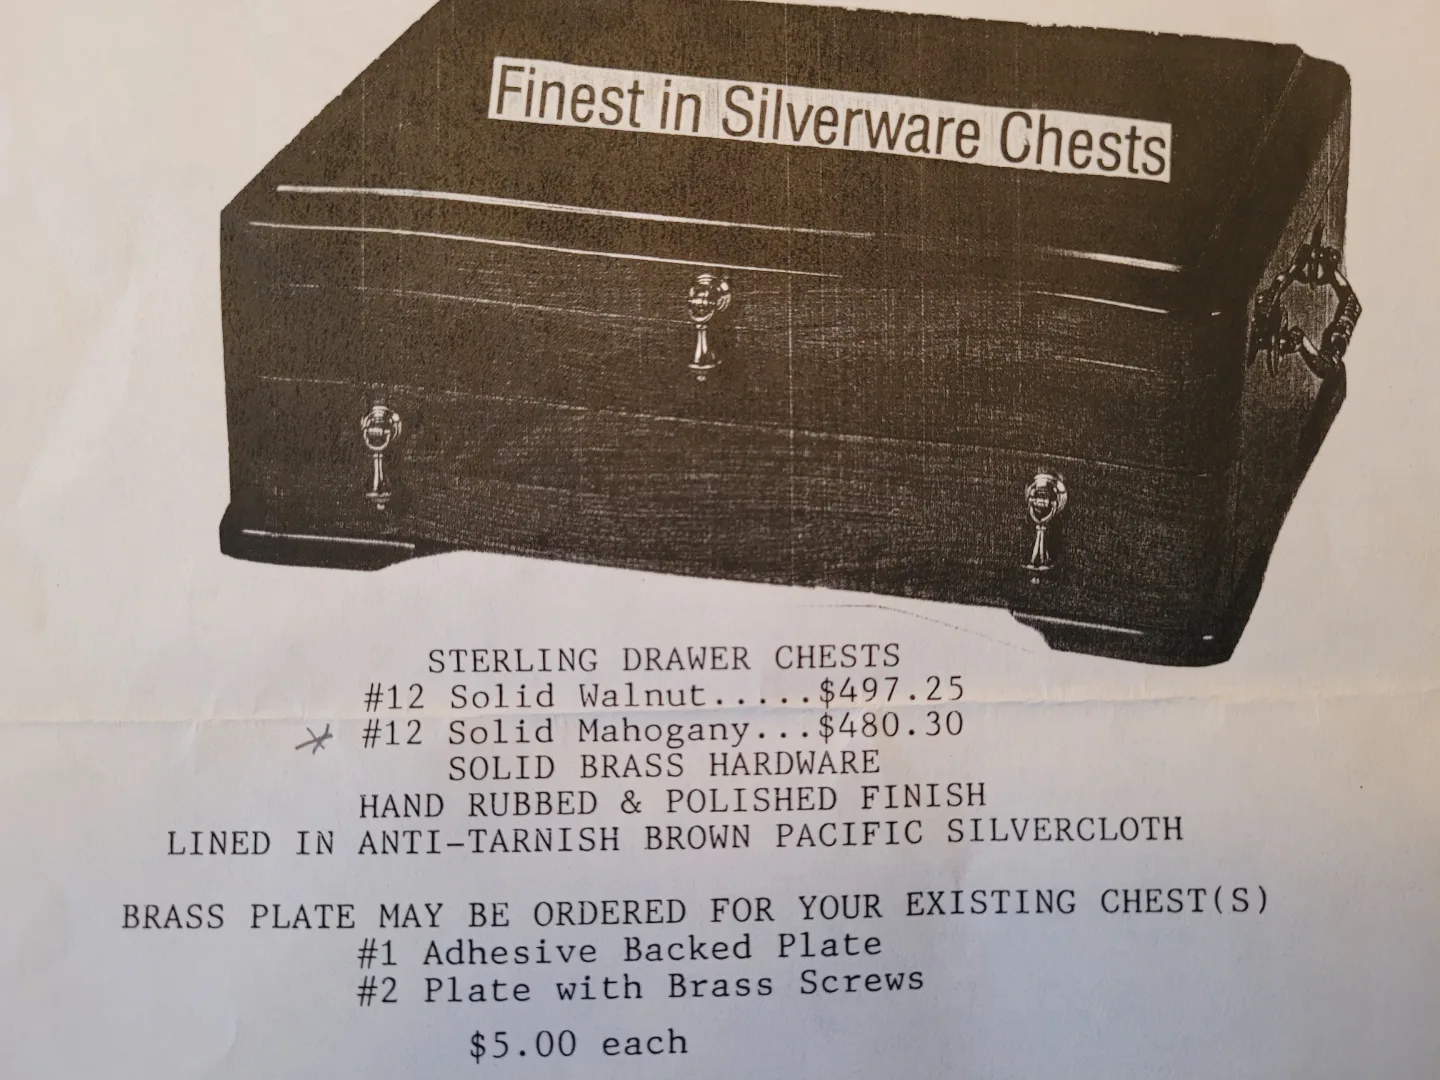 Finest in Silverware Chests
STERLING DRAWER CHESTS
#12 Solid Walnut.....$497.25
#12 Solid Mahogany...$480.30
SOLID BRASS HARDWARE
HAND RUBBED & POLISHED FINISH
LINED IN ANTI-TARNISH BROWN PACIFIC SILVERCLOTH
BRASS PLATE MAY BE ORDERED FOR YOUR EXISTING CHEST(S)
#1 Adhesive Backed Plate
#2 Plate with Brass Screws
$5.00 each